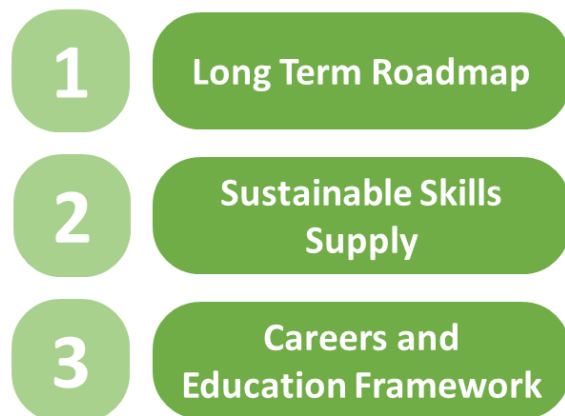 1
Long Term Roadmap
2
Sustainable Skills
Supply
3
Careers and
Education Framework